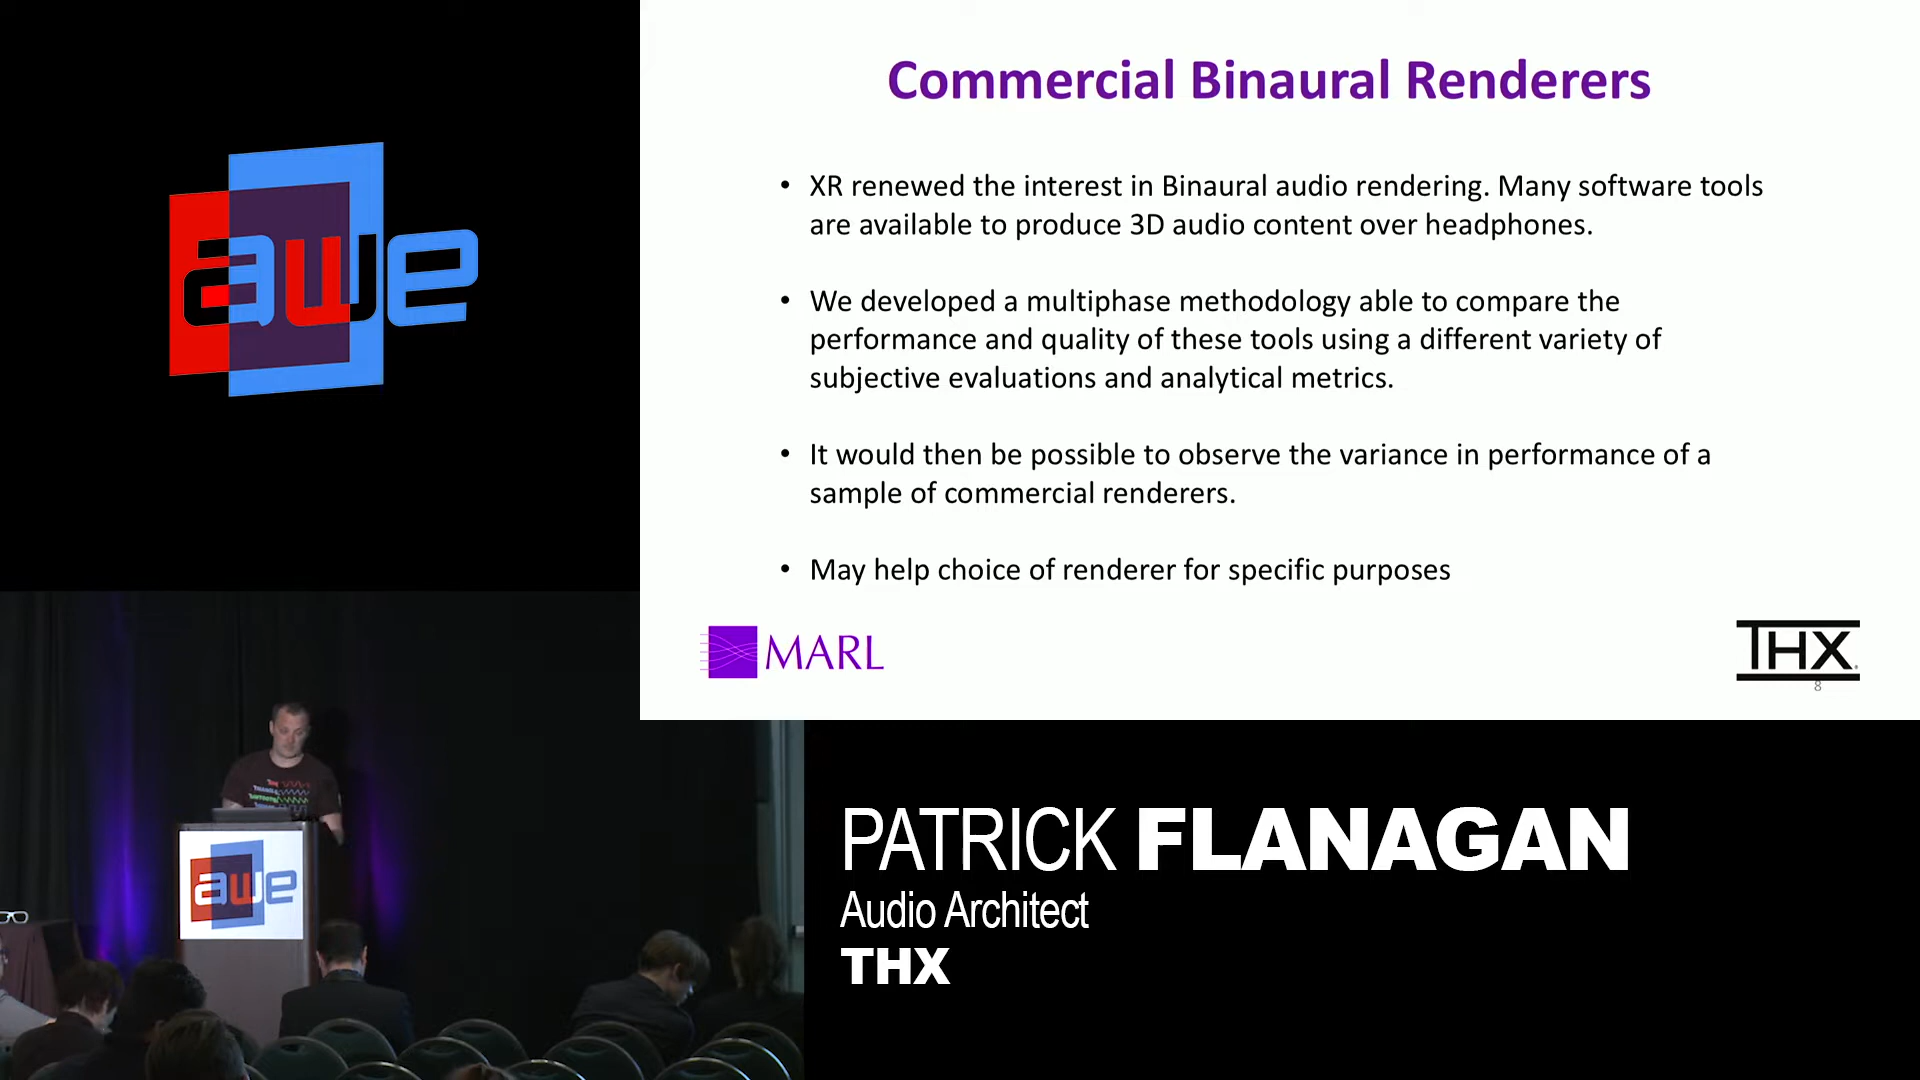 awe
Commercial Binaural Renderers
• XR renewed the interest in Binaural audio rendering. Many software tools
are available to produce 3D audio content over headphones.
• We developed a multiphase methodology able to compare the
performance and quality of these tools using a different variety of
subjective evaluations and analytical metrics.
• It would then be possible to observe the variance in performance of a
sample of commercial renderers.
• May help choice of renderer for specific purposes
MARL
THX
8
awe
PATRICK FLANAGAN
Audio Architect
THX